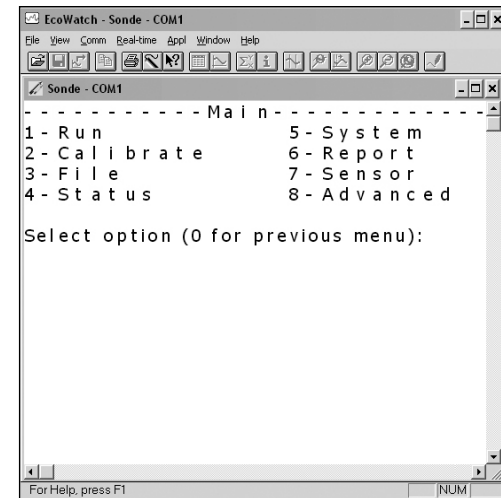 EcoWatch - Sonde - COM1
File View Comm Real-time Appl Window Help
Sonde - COM1
- - - - - - - - - - - Main- - - - - - - - - - - - -
1-Run 5-System
2-Calibrate 6-Report
3-File 7-Sensor
4-Status 8-Advanced
Select option (0 for previous menu):
For Help, press F1 NUM